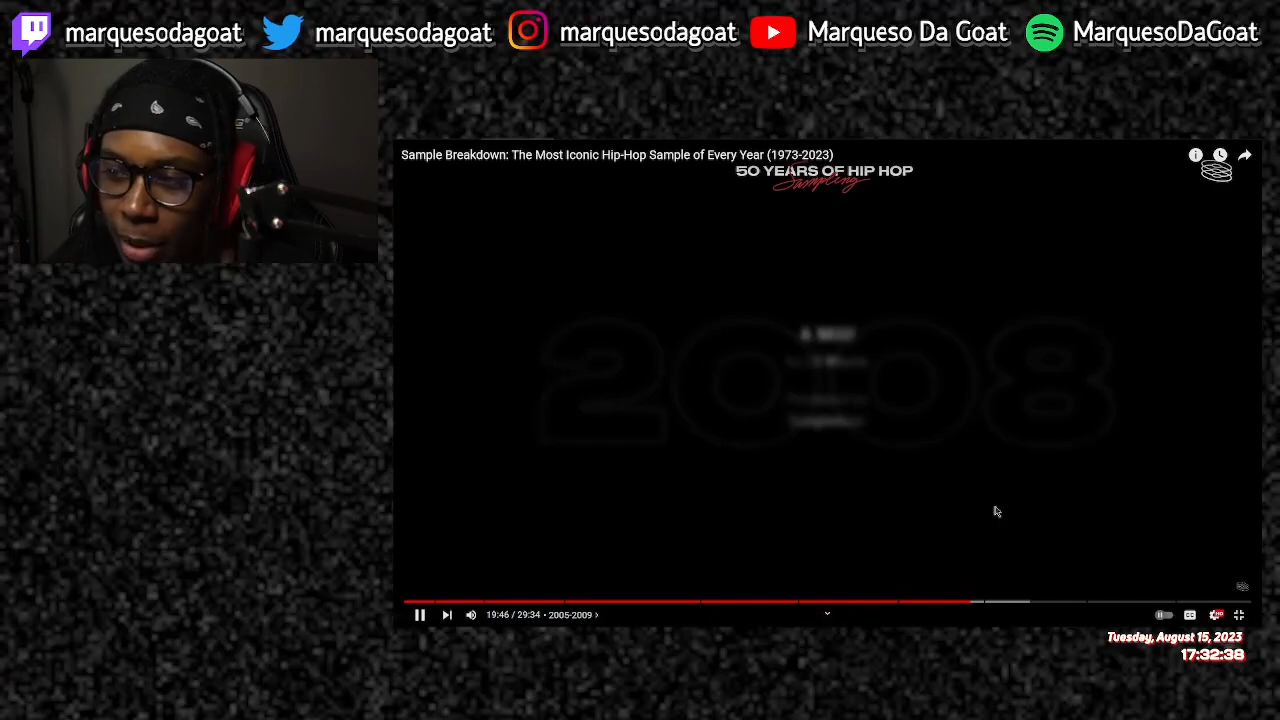 marquesodagoat marquesodagoat marquesodagoat Marqueso Da Goat MarquesoDaGoat
Sample Breakdown: The Most Iconic Hip-Hop Sample of Every Year (1973-2023)
50 YEARS OF HIP HOP
Sampling
2008
A Milli
19:46 / 29:34 • 2005-2009 ›
HD
Tuesday, August 15, 2023
17:32:38